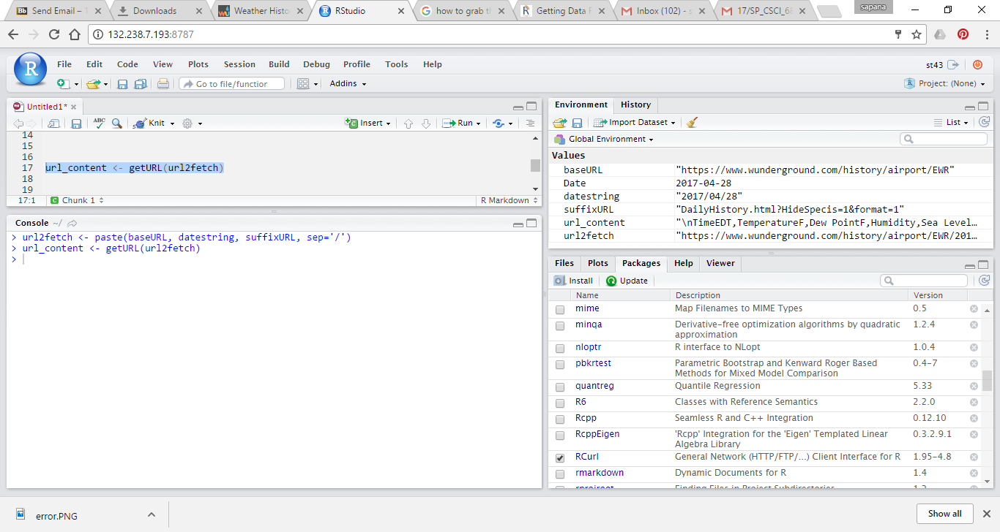 Send Email – 1
Downloads
Weather Histo
RStudio
how to grab th
Getting Data F
Inbox (102) - s
17/SP_CSCI_68
sapana
132.238.7.193:8787
File Edit Code View Plots Session Build Debug Profile Tools Help
st43
Go to file/function
Addins
Project: (None)
Untitled1*
ABC
Knit
Insert
Run
14
15
16
17 url_content <- getURL(url2fetch)
18
19
17:1 Chunk 1 R Markdown
Console ~/
> url2fetch <- paste(baseURL, datestring, suffixURL, sep='/')
> url_content <- getURL(url2fetch)
>
Environment History
Import Dataset
List
Global Environment
Values
baseURL "https://www.wunderground.com/history/airport/EWR"
Date 2017-04-28
datestring "2017/04/28"
suffixURL "DailyHistory.html?HideSpecis=1&format=1"
url_content "\nTimeEDT,TemperatureF,Dew PointF,Humidity,Sea Level…
url2fetch "https://www.wunderground.com/history/airport/EWR/201…
Files Plots Packages Help Viewer
Install Update
Name Description Version
mime Map Filenames to MIME Types 0.5
minqa Derivative-free optimization algorithms by quadratic 1.2.4
approximation
nloptr R interface to NLopt 1.0.4
pbkrtest Parametric Bootstrap and Kenward Roger Based 0.4-7
Methods for Mixed Model Comparison
quantreg Quantile Regression 5.33
R6 Classes with Reference Semantics 2.2.0
Rcpp Seamless R and C++ Integration 0.12.10
RcppEigen 'Rcpp' Integration for the 'Eigen' Templated Linear 0.3.2.9.1
Algebra Library
RCurl General Network (HTTP/FTP/...) Client Interface for R 1.95-4.8
rmarkdown Dynamic Documents for R 1.4
rprojroot Finding Files in Project Subdirectories 1.2
error.PNG
Show all